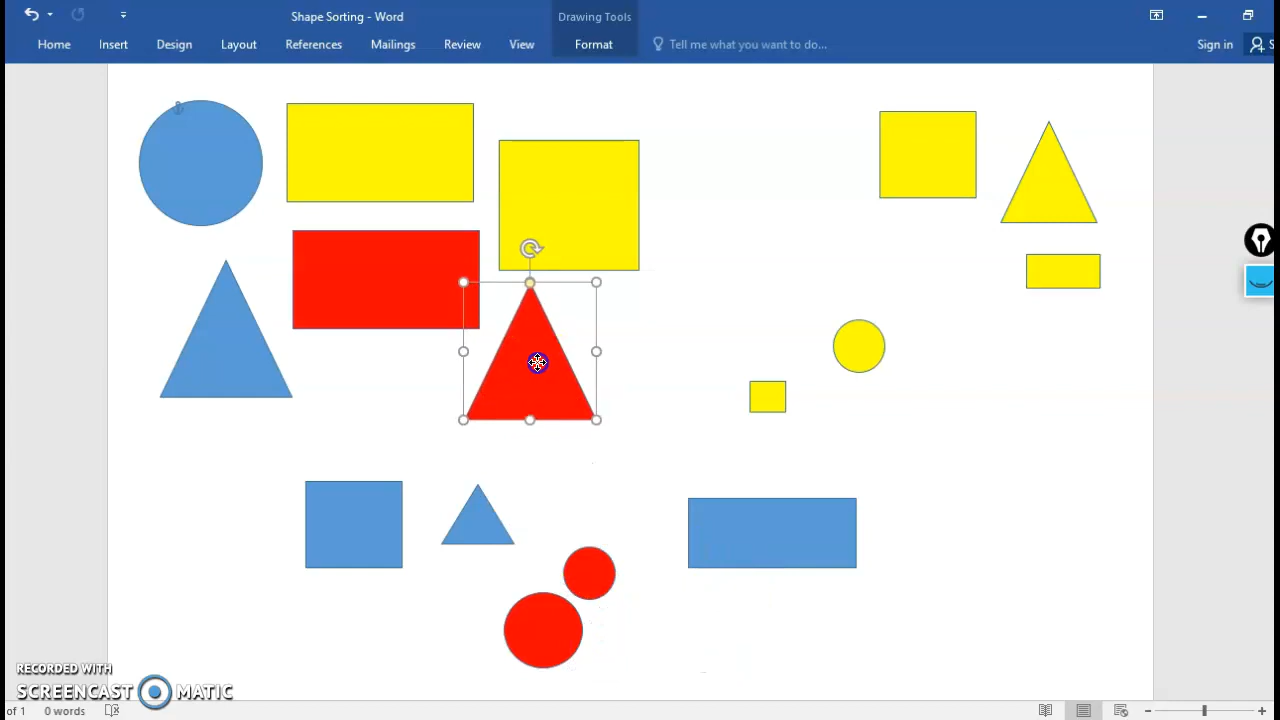 Shape Sorting - Word
Drawing Tools
Home Insert Design Layout References Mailings Review View Format Tell me what you want to do... Sign in S
RECORDED WITH
SCREENCAST MATIC
of 1 0 words